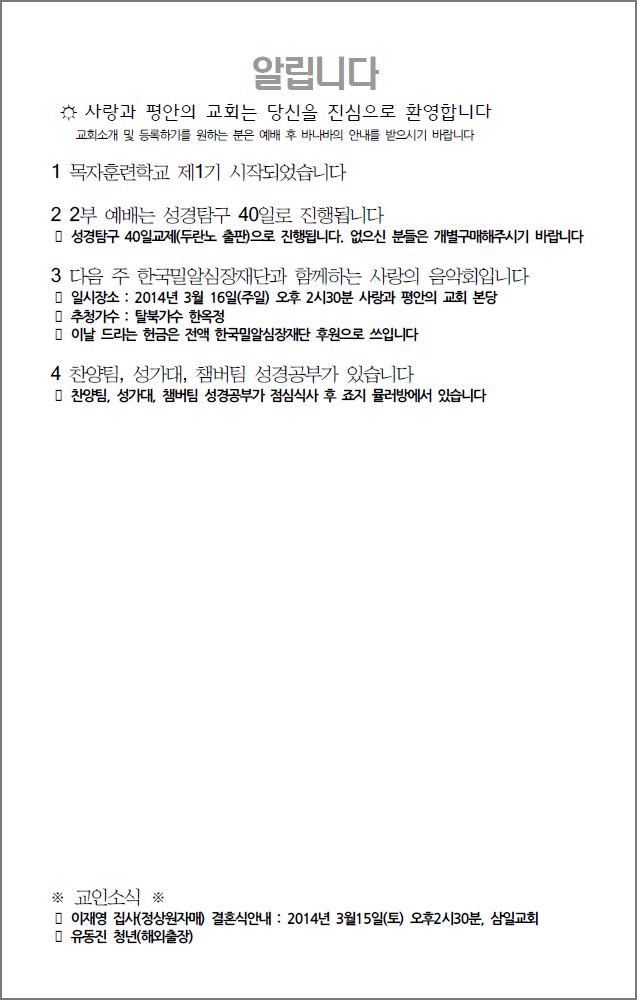 알립니다
☼ 사랑과 평안의 교회는 당신을 진심으로 환영합니다
교회소개 및 등록하기를 원하는 분은 예배 후 바나바의 안내를 받으시기 바랍니다
1 목자훈련학교 제1기 시작되었습니다
2 2부 예배는 성경탐구 40일로 진행됩니다
▯ 성경탐구 40일교제(두란노 출판)으로 진행됩니다. 없으신 분들은 개별구매해주시기 바랍니다
3 다음 주 한국밀알심장재단과 함께하는 사랑의 음악회입니다
▯ 일시장소 : 2014년 3월 16일(주일) 오후 2시30분 사랑과 평안의 교회 본당
▯ 추청가수 : 탈북가수 한옥정
▯ 이날 드리는 헌금은 전액 한국밀알심장재단 후원으로 쓰입니다
4 찬양팀, 성가대, 챔버팀 성경공부가 있습니다
▯ 찬양팀, 성가대, 챔버팀 성경공부가 점심식사 후 죠지 뮬러방에서 있습니다
※ 교인소식 ※
▯ 이재영 집사(정상원자매) 결혼식안내 : 2014년 3월15일(토) 오후2시30분, 삼일교회
▯ 유동진 청년(해외출장)